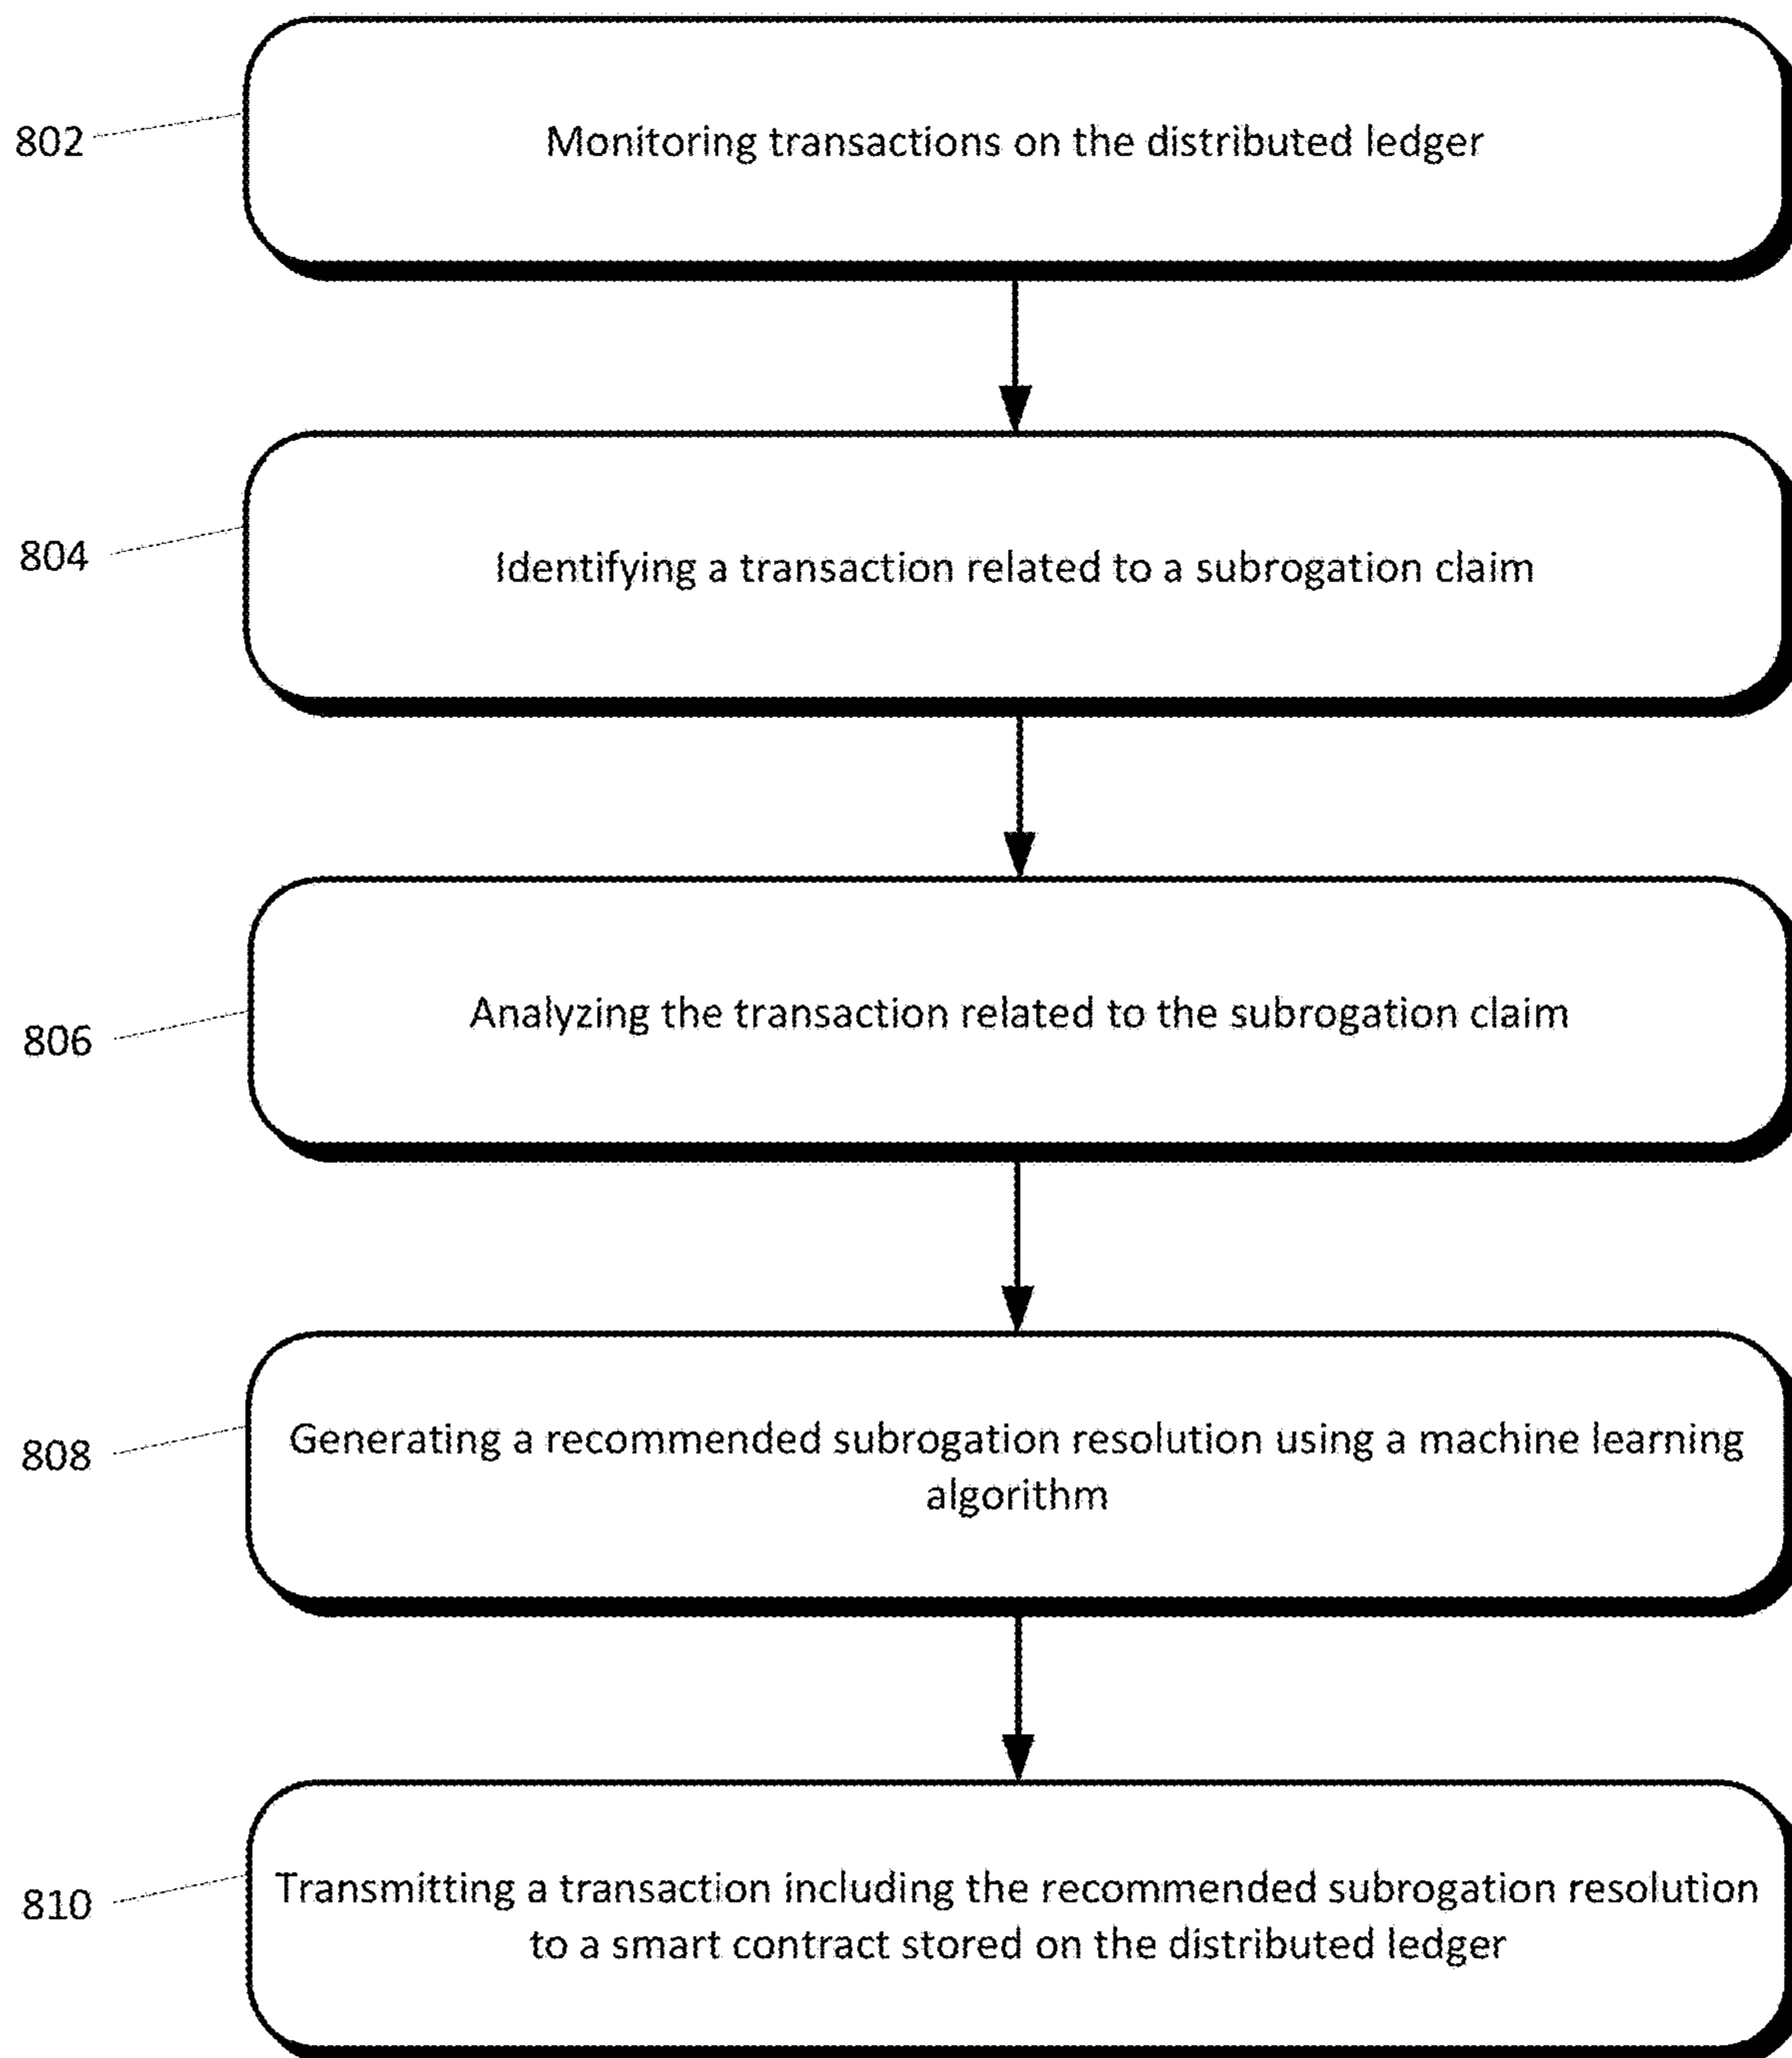 802
Monitoring transactions on the distributed ledger
804
Identifying a transaction related to a subrogation claim
806
Analyzing the transaction related to the subrogation claim
808
Generating a recommended subrogation resolution using a machine learning
algorithm
810
Transmitting a transaction including the recommended subrogation resolution
to a smart contract stored on the distributed ledger